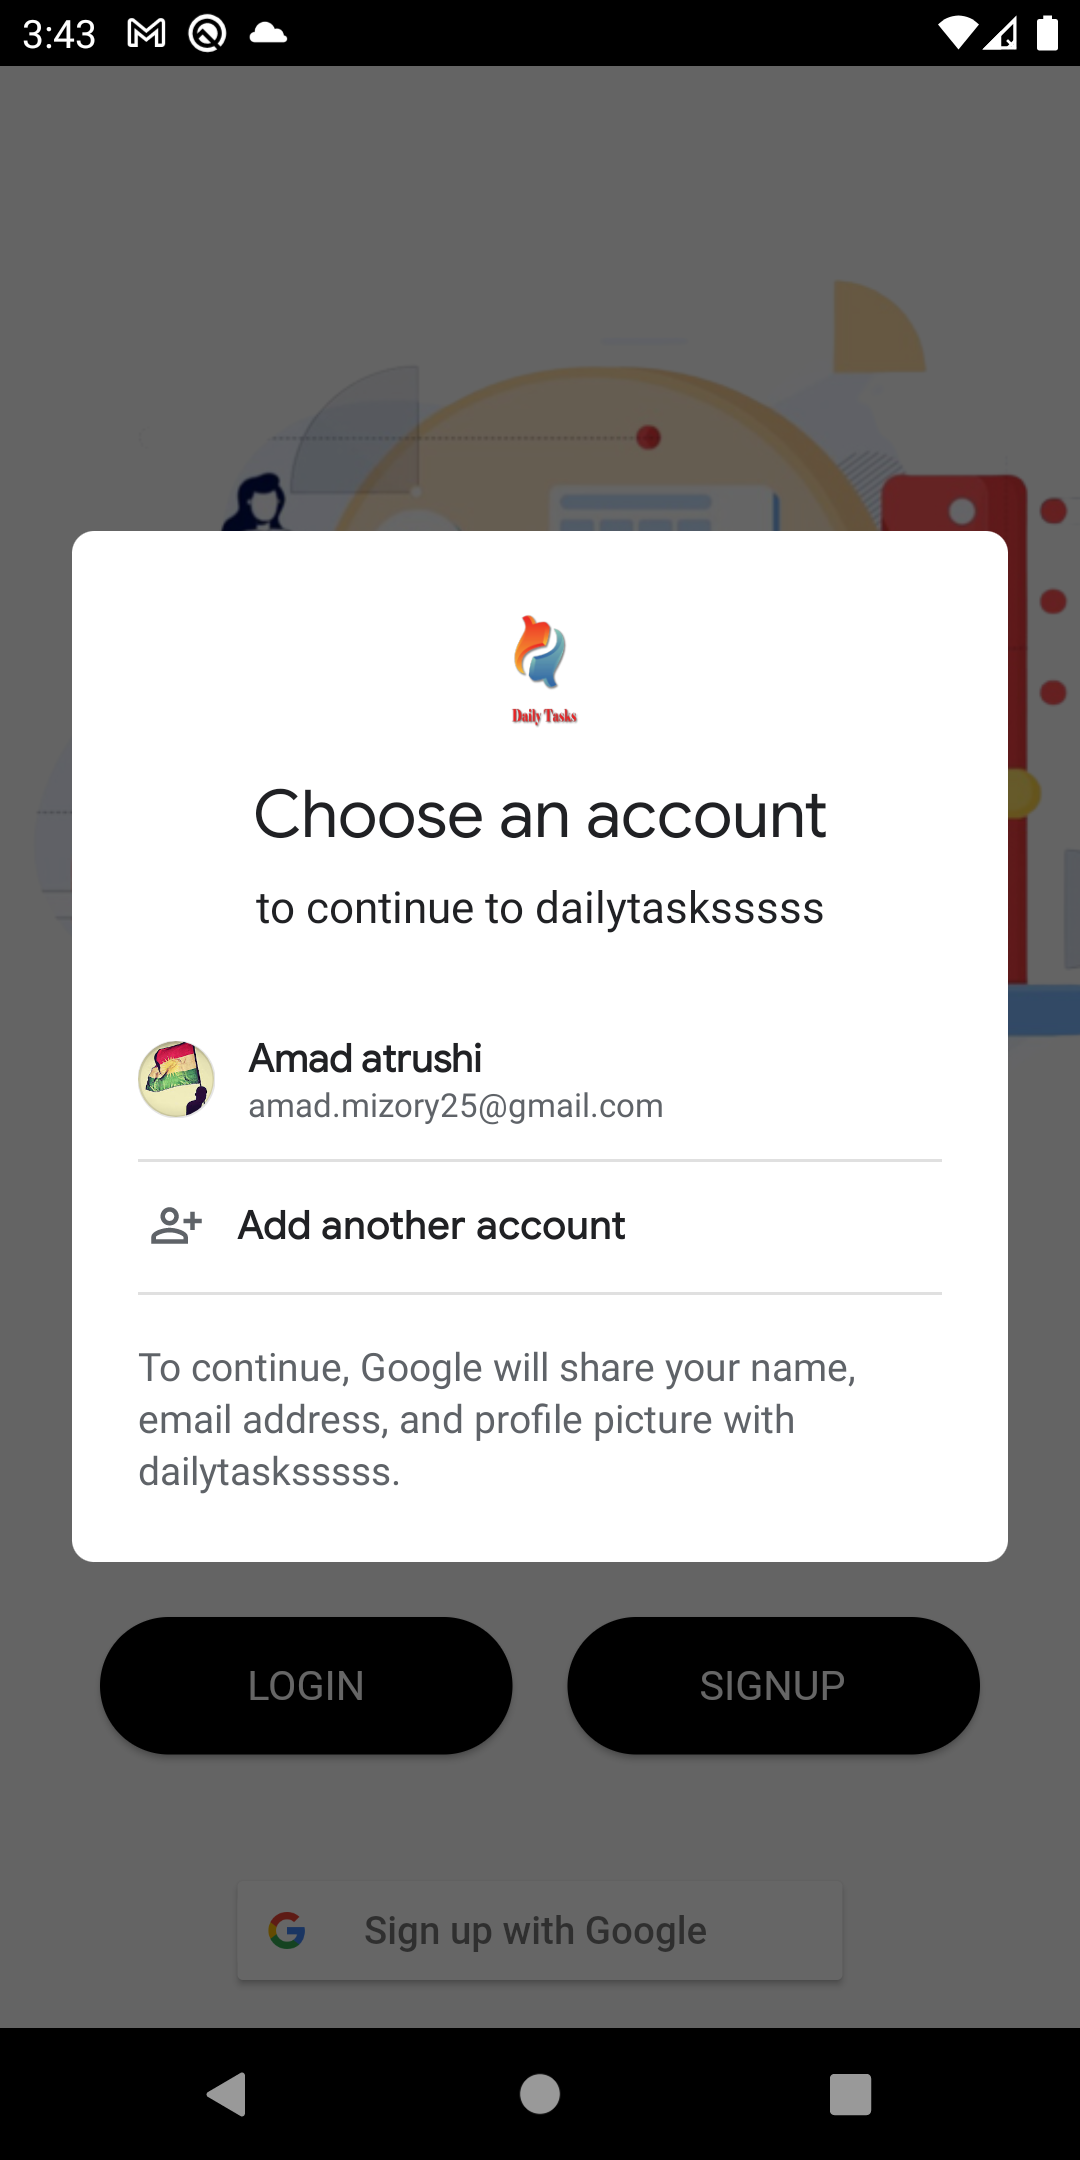 3:43
Daily Tasks
Choose an account
to continue to dailytasksssss
Amad atrushi
amad.mizory25@gmail.com
Add another account
To continue, Google will share your name,
email address, and profile picture with
dailytasksssss.
LOGIN
SIGNUP
Sign up with Google